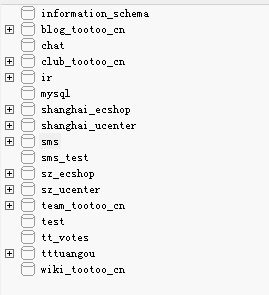 information_schema
blog_tootoo_cn
chat
club_tootoo_cn
ir
mysql
shanghai_ecshop
shanghai_ucenter
sms
sms_test
sz_ecshop
sz_ucenter
team_tootoo_cn
test
tt_votes
tttuangou
wiki_tootoo_cn